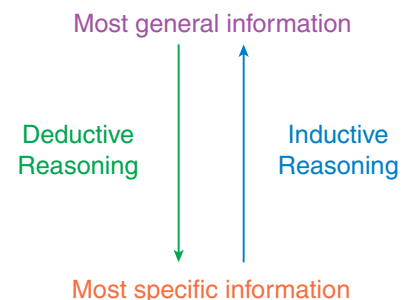 Most general information
Deductive
Reasoning
Inductive
Reasoning
Most specific information